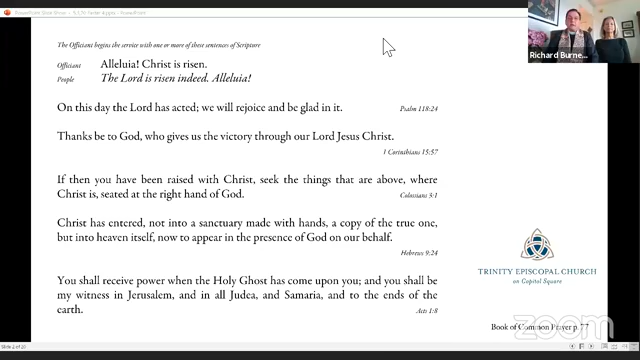 PowerPoint Slide Show - 
Richard Burne...
The Officiant begins the service with one or more of these sentences of Scripture
Officiant Alleluia! Christ is risen.
People The Lord is risen indeed. Alleluia!
On this day the Lord has acted; we will rejoice and be glad in it. Psalm 118:24
Thanks be to God, who gives us the victory through our Lord Jesus Christ.
1 Corinthians 15:57
If then you have been raised with Christ, seek the things that are above, where
Christ is, seated at the right hand of God. Colossians 3:1
Christ has entered, not into a sanctuary made with hands, a copy of the true one,
but into heaven itself, now to appear in the presence of God on our behalf.
Hebrews 9:24
You shall receive power when the Holy Ghost has come upon you; and you shall be
my witness in Jerusalem, and in all Judea, and Samaria, and to the ends of the
earth. Acts 1:8
TRINITY EPISCOPAL CHURCH
on Capitol Square
Book of Common Prayer p. 77
zoom